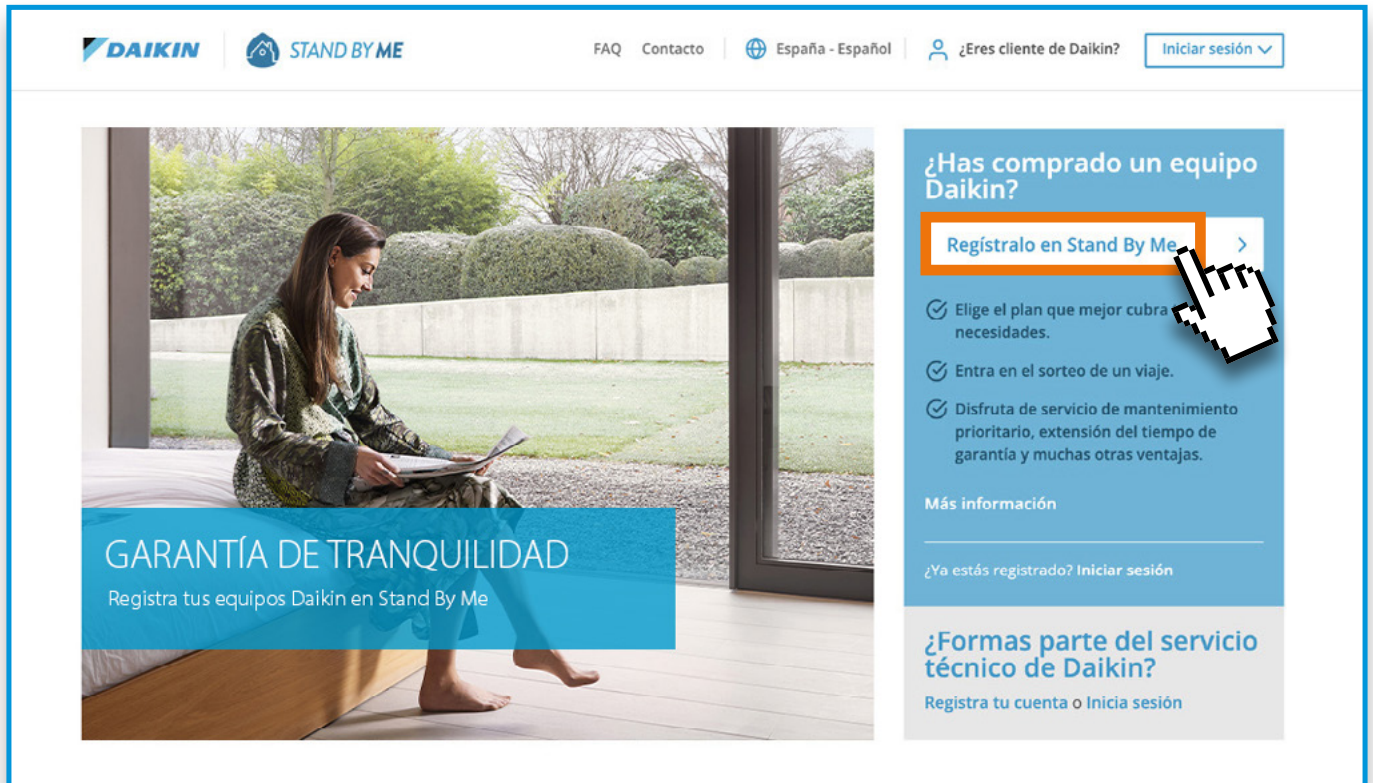 DAIKIN
STAND BY ME
FAQ Contacto España - Español ¿Eres cliente de Daikin? Iniciar sesión
¿Has comprado un equipo
Daikin?
Regístralo en Stand By Me
Elige el plan que mejor cubra
necesidades.
Entra en el sorteo de un viaje.
Disfruta de servicio de mantenimiento
prioritario, extensión del tiempo de
garantía y muchas otras ventajas.
Más información
¿Ya estás registrado? Iniciar sesión
GARANTÍA DE TRANQUILIDAD
Registra tus equipos Daikin en Stand By Me
¿Formas parte del servicio
técnico de Daikin?
Registra tu cuenta o Inicia sesión